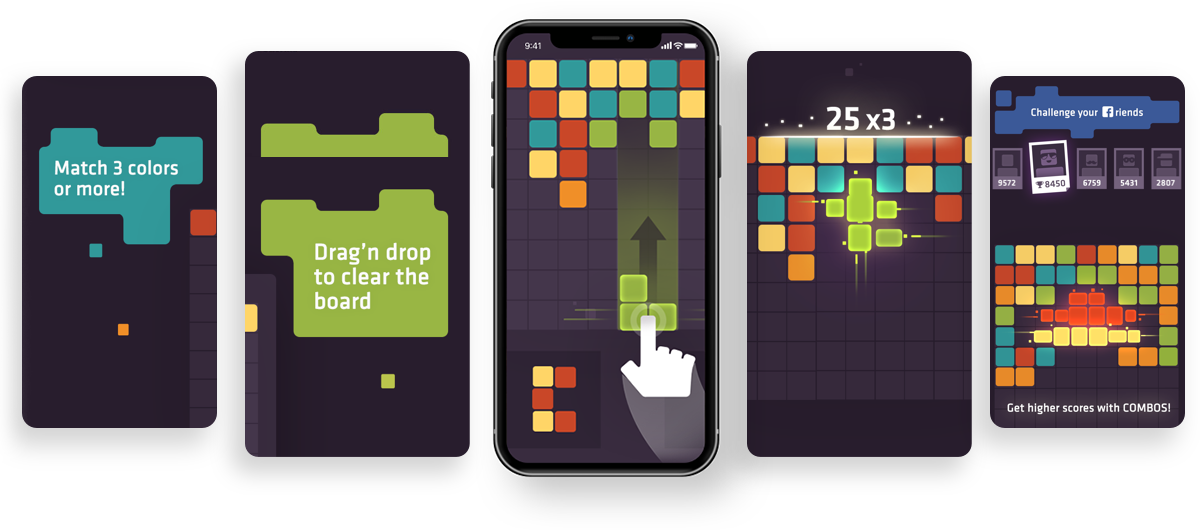 Match 3 colors
or more!
Drag'n drop
to clear the
board
9:41
25 x3
Challenge your friends
9572
8450
6759
5431
2807
Get higher scores with COMBOS!